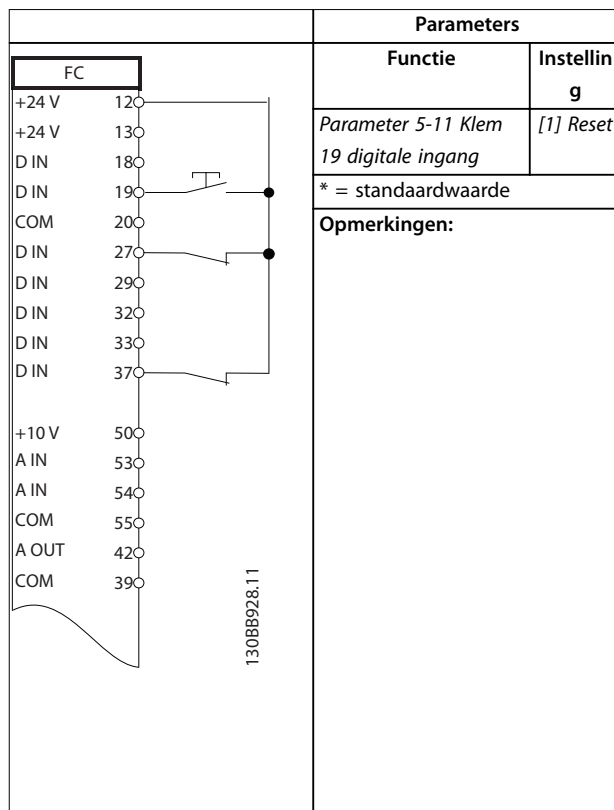 FC
+24 V 12
+24 V 13
D IN 18
D IN 19
COM 20
D IN 27
D IN 29
D IN 32
D IN 33
D IN 37
+10 V 50
A IN 53
A IN 54
COM 55
A OUT 42
COM 39
130BB928.11
Parameters
Functie Instellin
g
Parameter 5-11 Klem [1] Reset
19 digitale ingang
* = standaardwaarde
Opmerkingen: